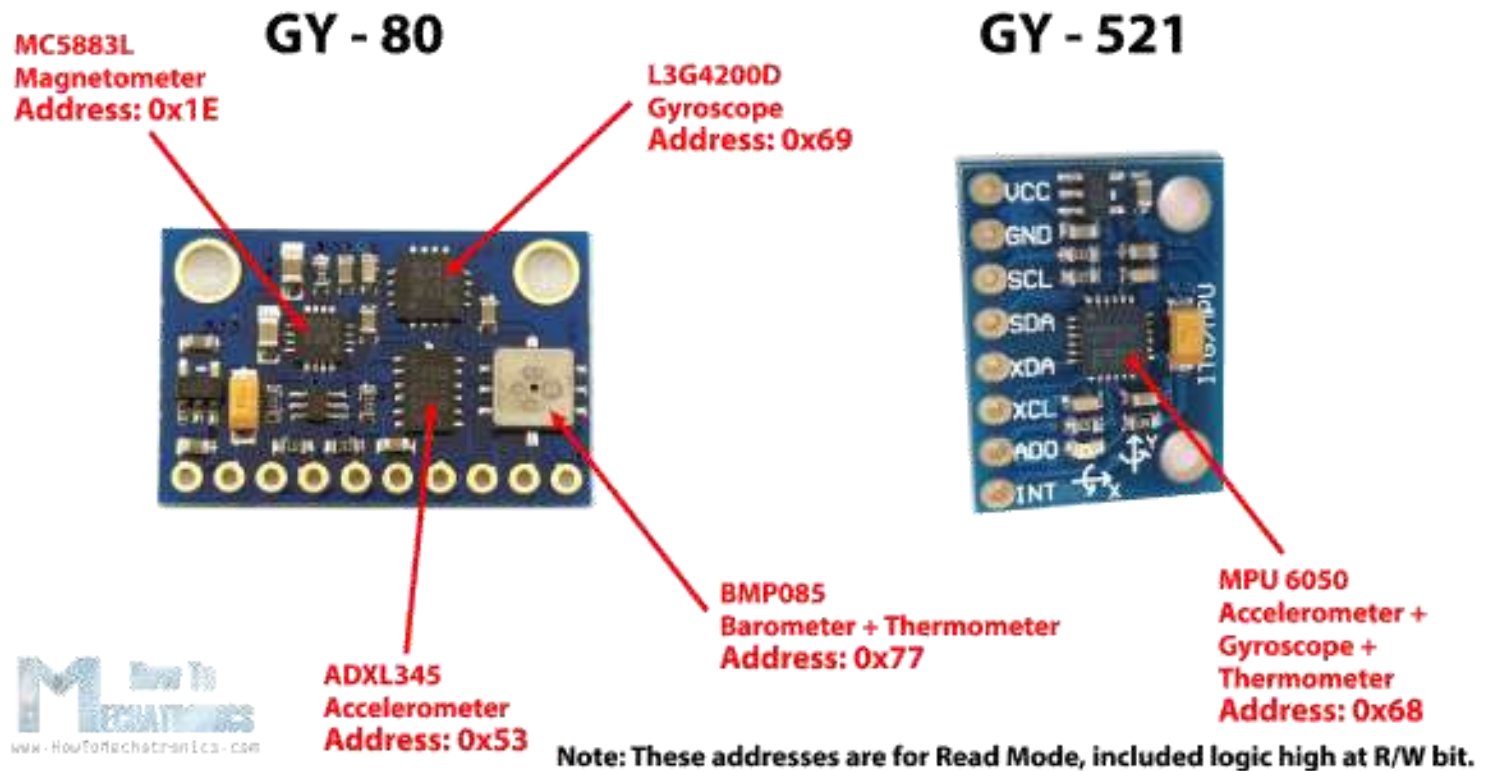 GY - 80
MC5883L
Magnetometer
Address: 0x1E
L3G4200D
Gyroscope
Address: 0x69
ADXL345
Accelerometer
Address: 0x53
BMP085
Barometer + Thermometer
Address: 0x77
GY - 521
VCC
GND
SCL
SDA
XDA
XCL
ADO
INT
ITG/MPU
X
Y
MPU 6050
Accelerometer +
Gyroscope +
Thermometer
Address: 0x68
How To
MECHATRONICS
www.HowToMechatronics.com
Note: These addresses are for Read Mode, included logic high at R/W bit.